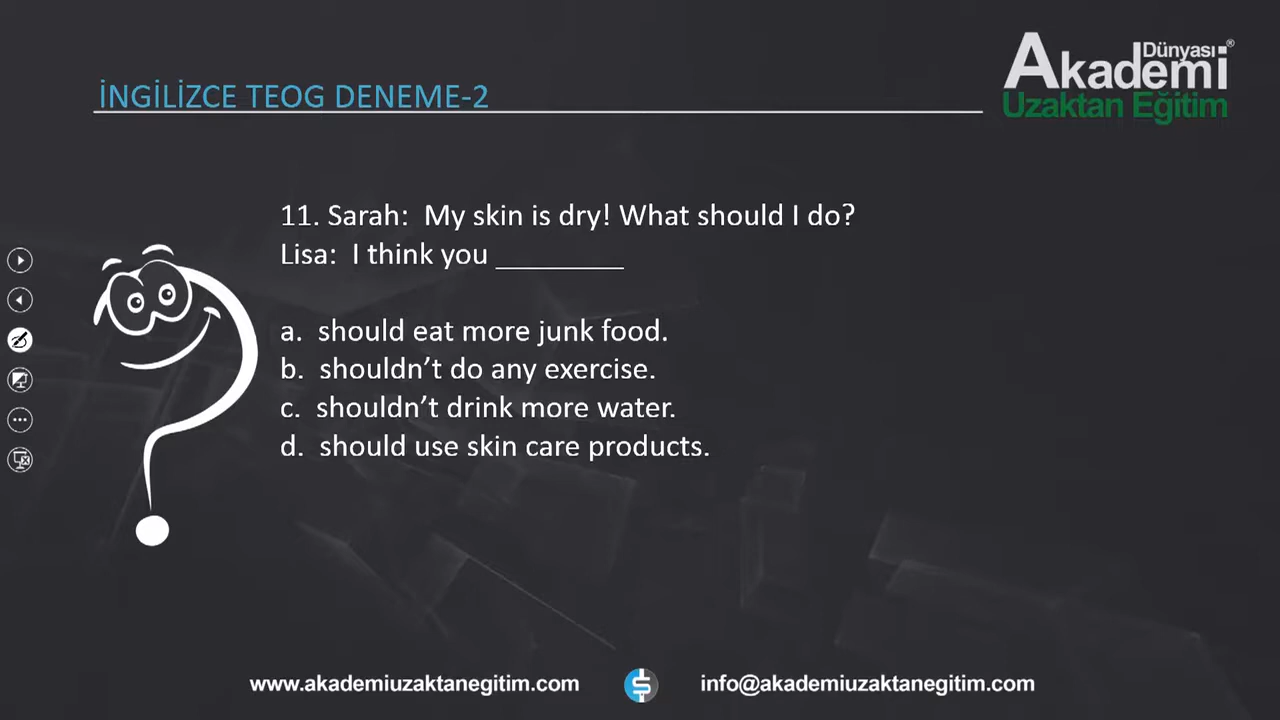 Akademi
Dünyası®
Uzaktan Eğitim
İNGİLİZCE TEOG DENEME-2
11. Sarah:  My skin is dry! What should I do?
Lisa:  I think you ________
a.  should eat more junk food.
b.  shouldn’t do any exercise.
c.  shouldn’t drink more water.
d.  should use skin care products.
www.akademiuzaktanegitim.com
info@akademiuzaktanegitim.com